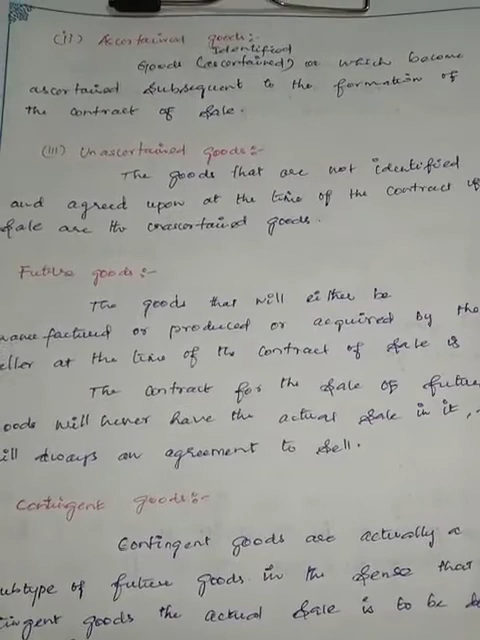 (ii) Ascertained goods:-
Identified
Goods (ascertained) or which become
ascertained subsequent to the formation of
the contract of sale.
(iii) Unascertained goods:-
The goods that are not identified
and agreed upon at the time of the contract of
sale are the unascertained goods.
Future goods:-
The goods that will either be
manufactured or produced or acquired by the
eller at the time of the contract of sale is
The contract for the sale of future
oods will never have the actual sale in it,
ill always an agreement to sell.
Contingent goods:-
Contingent goods are actually a
ubtype of future goods in the sense that
tingent goods the actual sale is to be